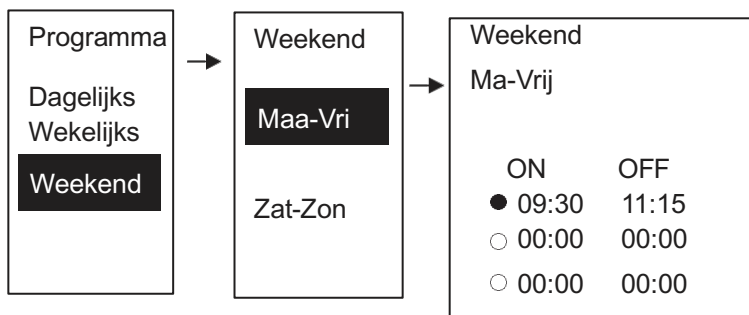 Programma
Dagelijks
Wekelijks
Weekend
Weekend
Maa-Vri
Zat-Zon
Weekend
Ma-Vrij
ON OFF
09:30 11:15
00:00 00:00
00:00 00:00